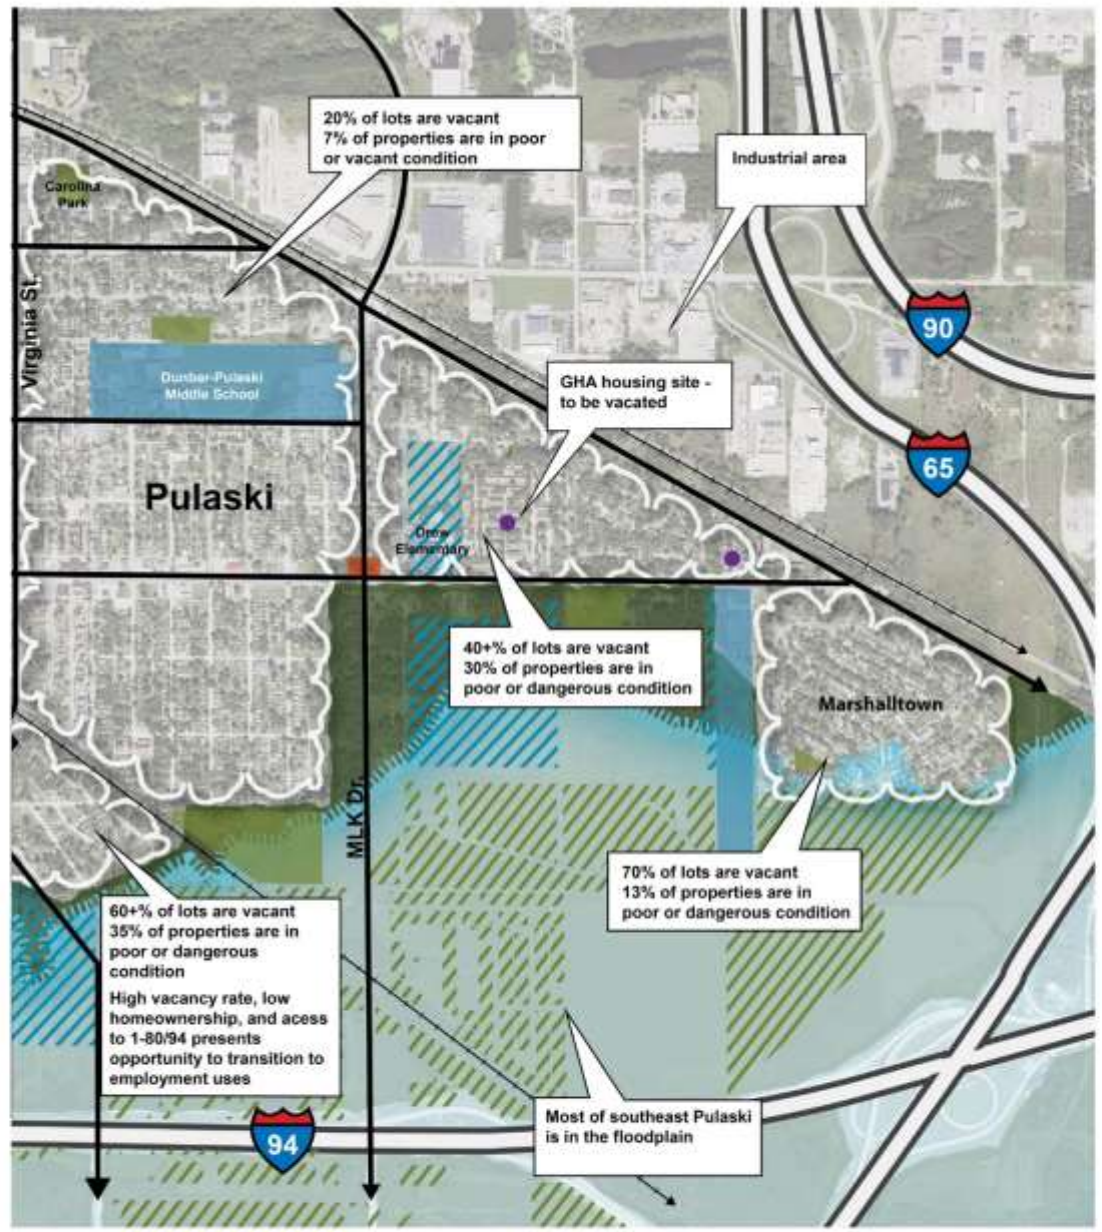 20% of lots are vacant
7% of properties are in poor
or vacant condition
Industrial area
Carolina
Park
Virginia St.
90
Dunbar-Pulaski
Middle School
GHA housing site -
to be vacated
65
Pulaski
Drew
Elementary
40+% of lots are vacant
30% of properties are in
poor or dangerous condition
Marshalltown
MLK Dr.
70% of lots are vacant
13% of properties are in
poor or dangerous condition
60+% of lots are vacant
35% of properties are in
poor or dangerous
condition
High vacancy rate, low
homeownership, and acess
to 1-80/94 presents
opportunity to transition to
employment uses
Most of southeast Pulaski
is in the floodplain
94